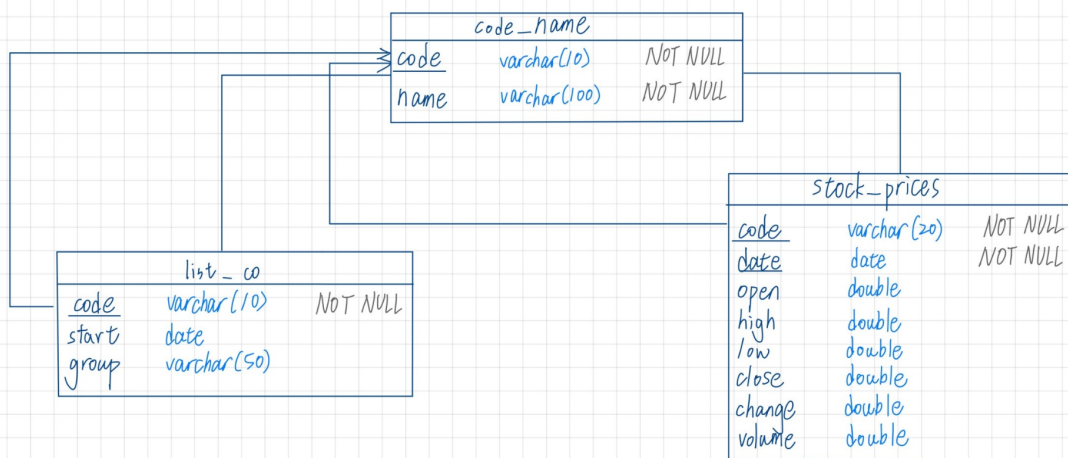 code_name
code varchar(10) NOT NULL
name varchar(100) NOT NULL
stock_prices
code varchar(20) NOT NULL
date date NOT NULL
open double
high double
low double
close double
change double
volume double
list_co
code varchar(10) NOT NULL
start date
group varchar(50)